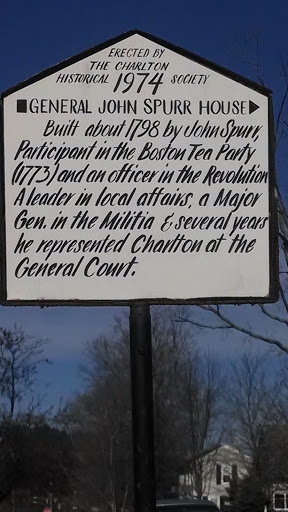 ERECTED BY
THE CHARLTON
HISTORICAL 1974 SOCIETY
■GENERAL JOHN SPURR HOUSE▶
Built about 1798 by John Spurr,
Participant in the Boston Tea Party
(1773) and an officer in the Revolution
A leader in local affairs, a Major
Gen. in the Militia & several years
he represented Charlton at the
General Court.